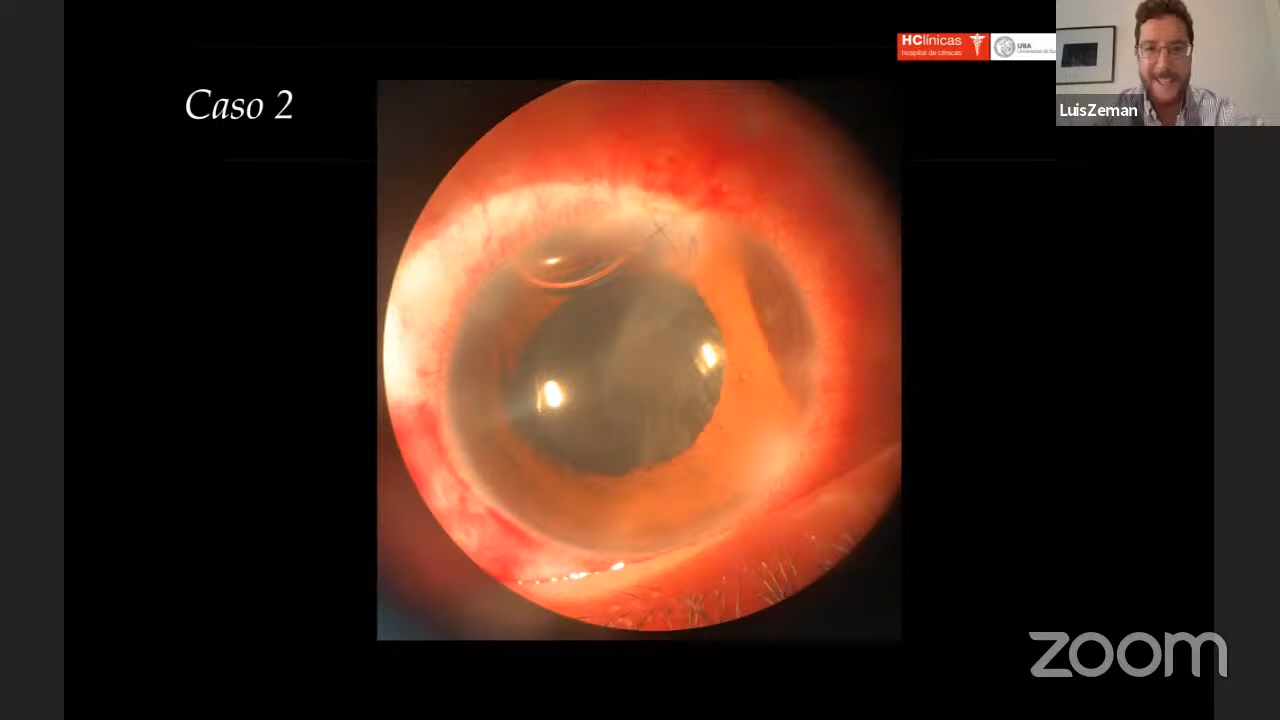 Caso 2
HClínicas
hospital de clínicas
UBA
LuisZeman
zoom